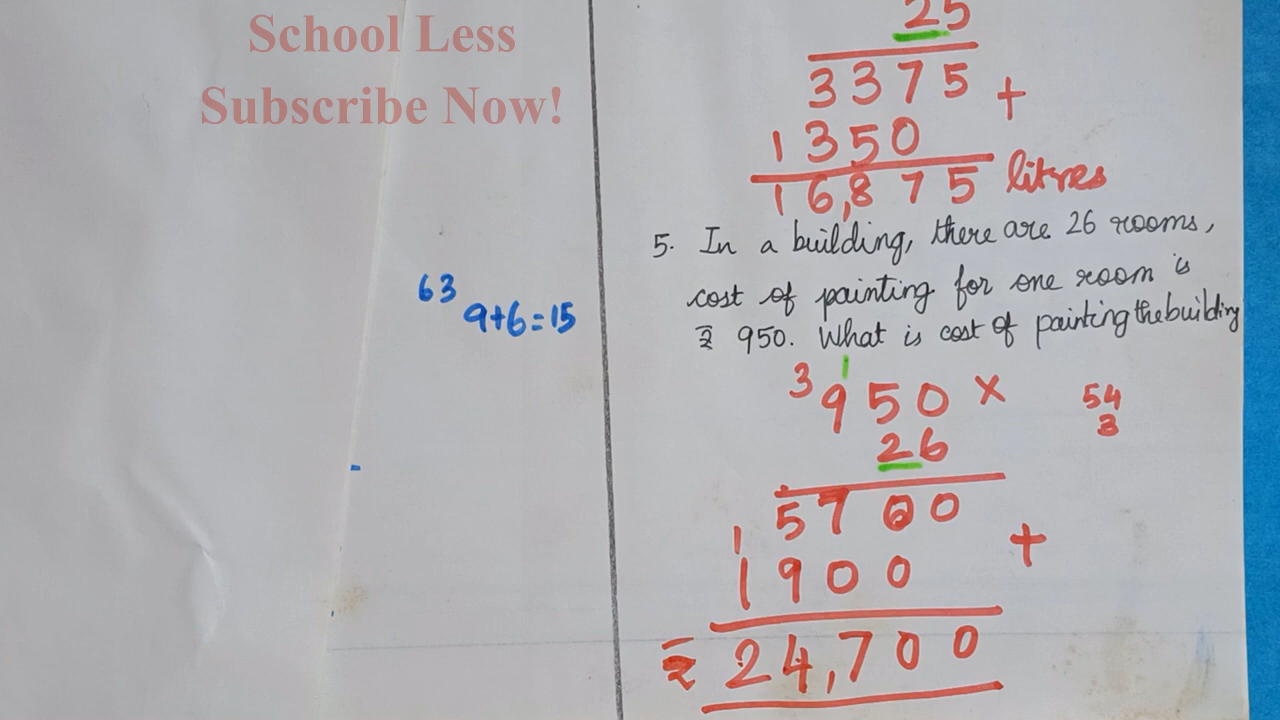 School Less
Subscribe Now!
25
3375 +
1350
16,875 litres
5. In a building, there are 26 rooms,
cost of painting for one room is
₹ 950. What is cost of painting the building
63
9+6=15
1
3
950 ×
26
54
3
5700
1
1900 +
₹ 24,700